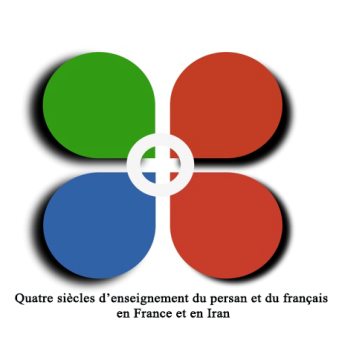 Quatre siècles d’enseignement du persan et du français
en France et en Iran